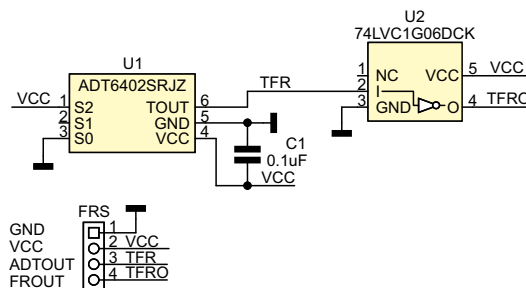 U2
74LVC1G06DCK
1 NC VCC 5 VCC
2 I
3 GND O 4 TFRO
U1
ADT6402SRJZ
VCC 1 S2 TOUT 6 TFR
2 S1 GND 5
3 S0 VCC 4
C1
0.1uF
VCC
FRS
GND 1
VCC 2 VCC
ADTOUT 3 TFR
FROUT 4 TFRO